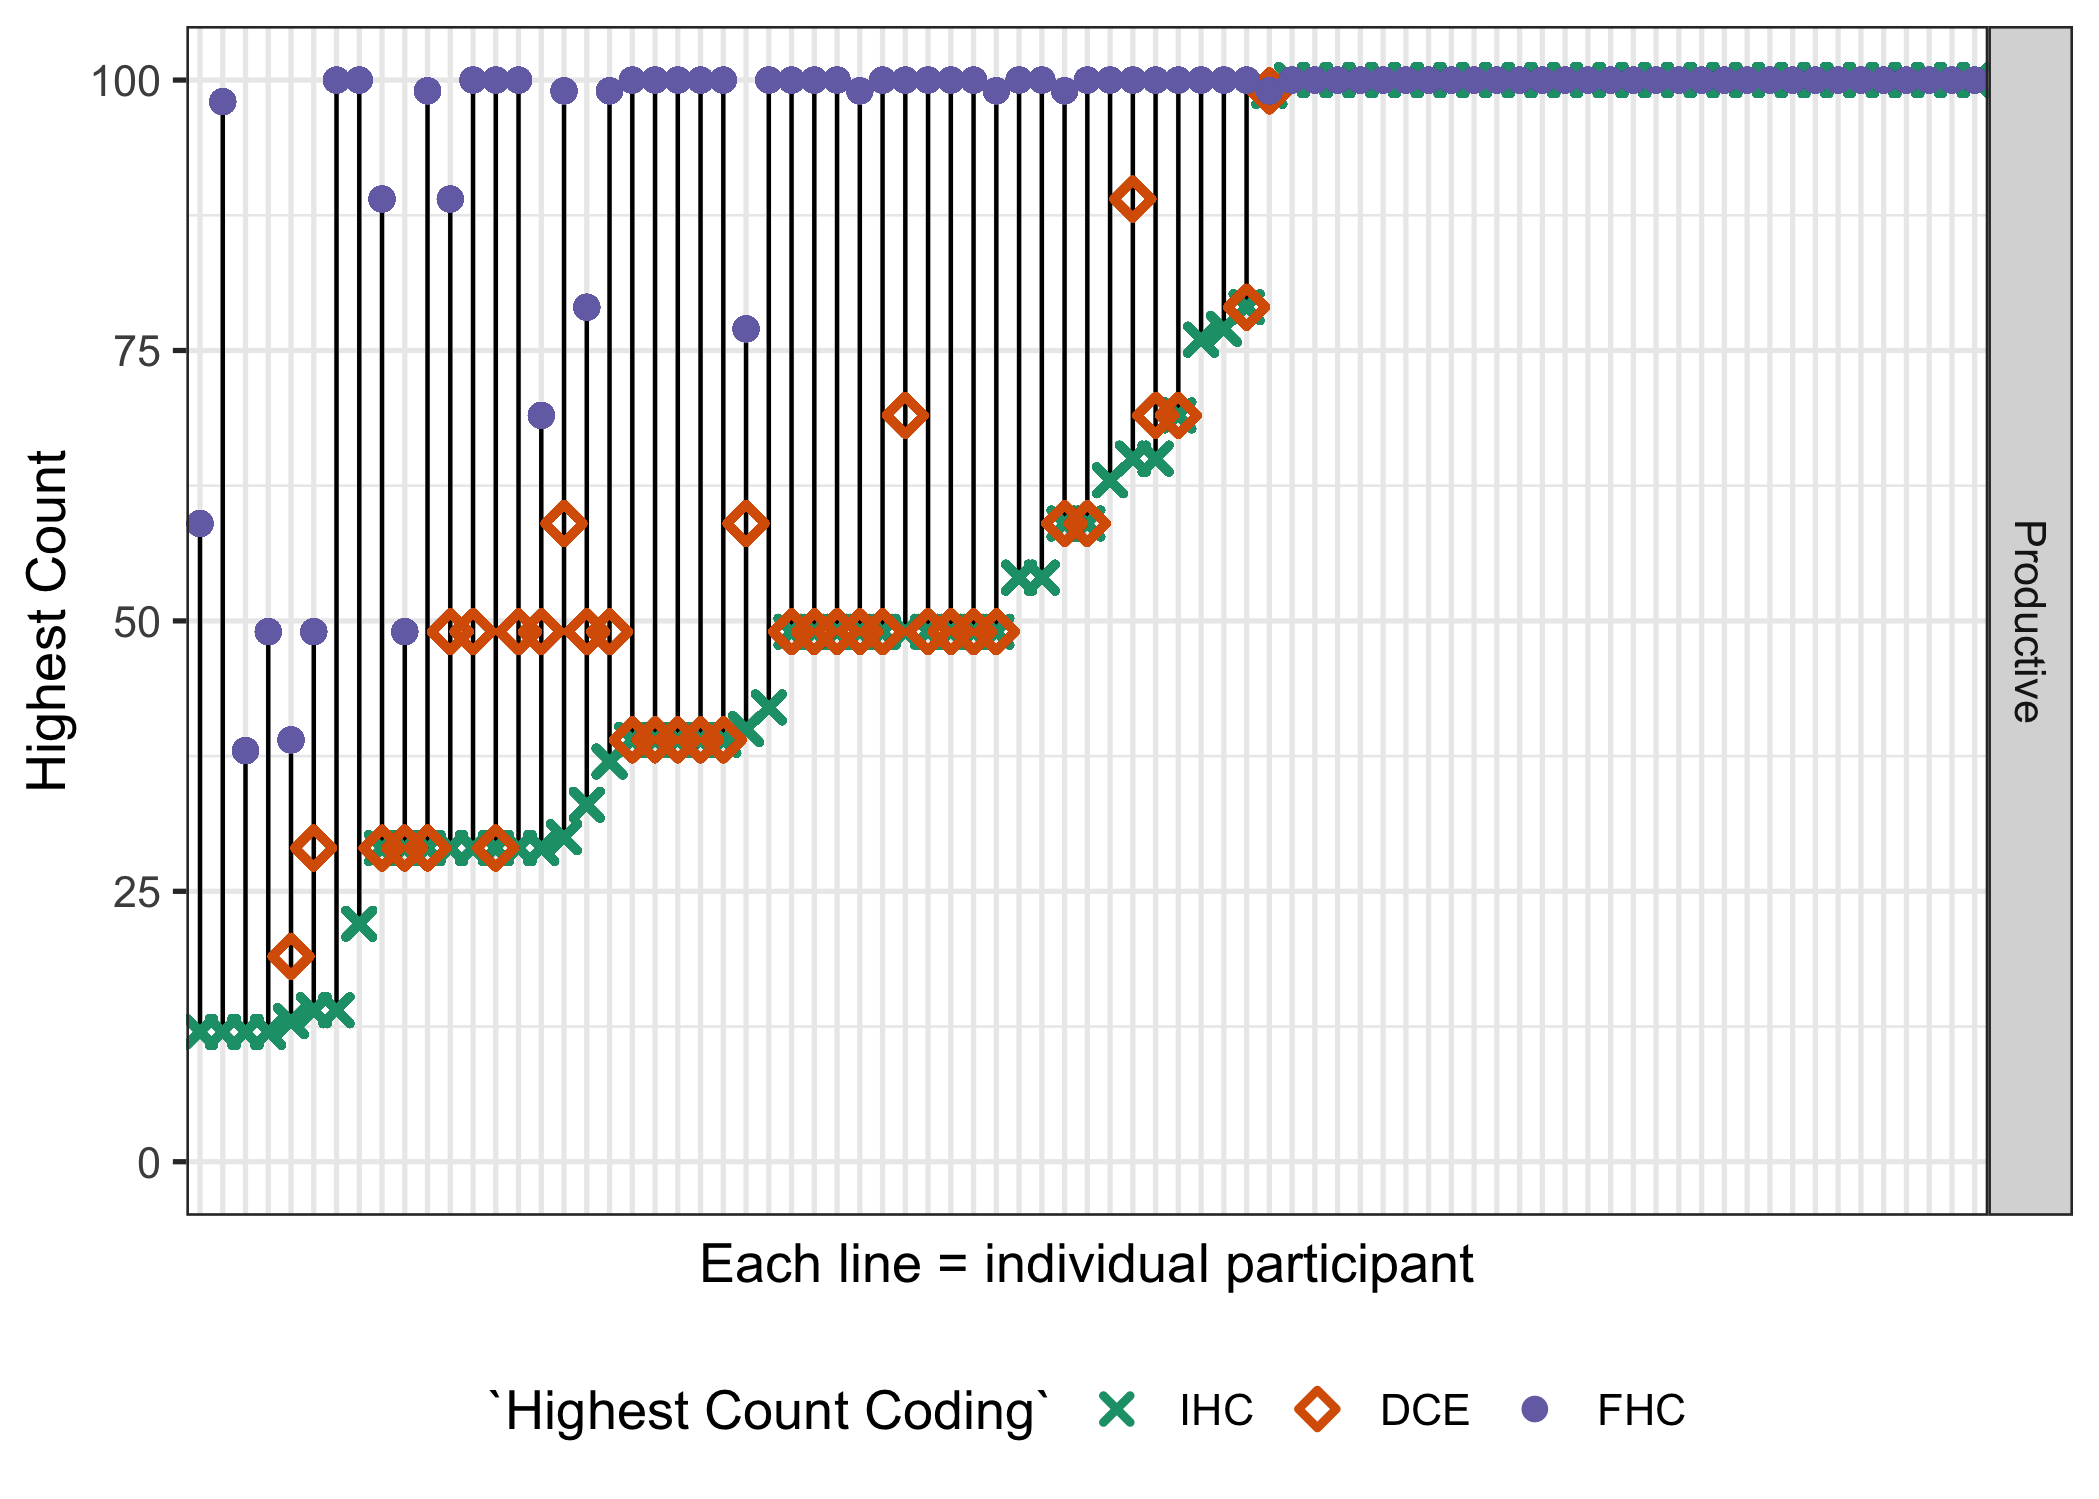 Highest Count
100
75
50
25
0
Productive
Each line = individual participant
`Highest Count Coding` IHC DCE FHC